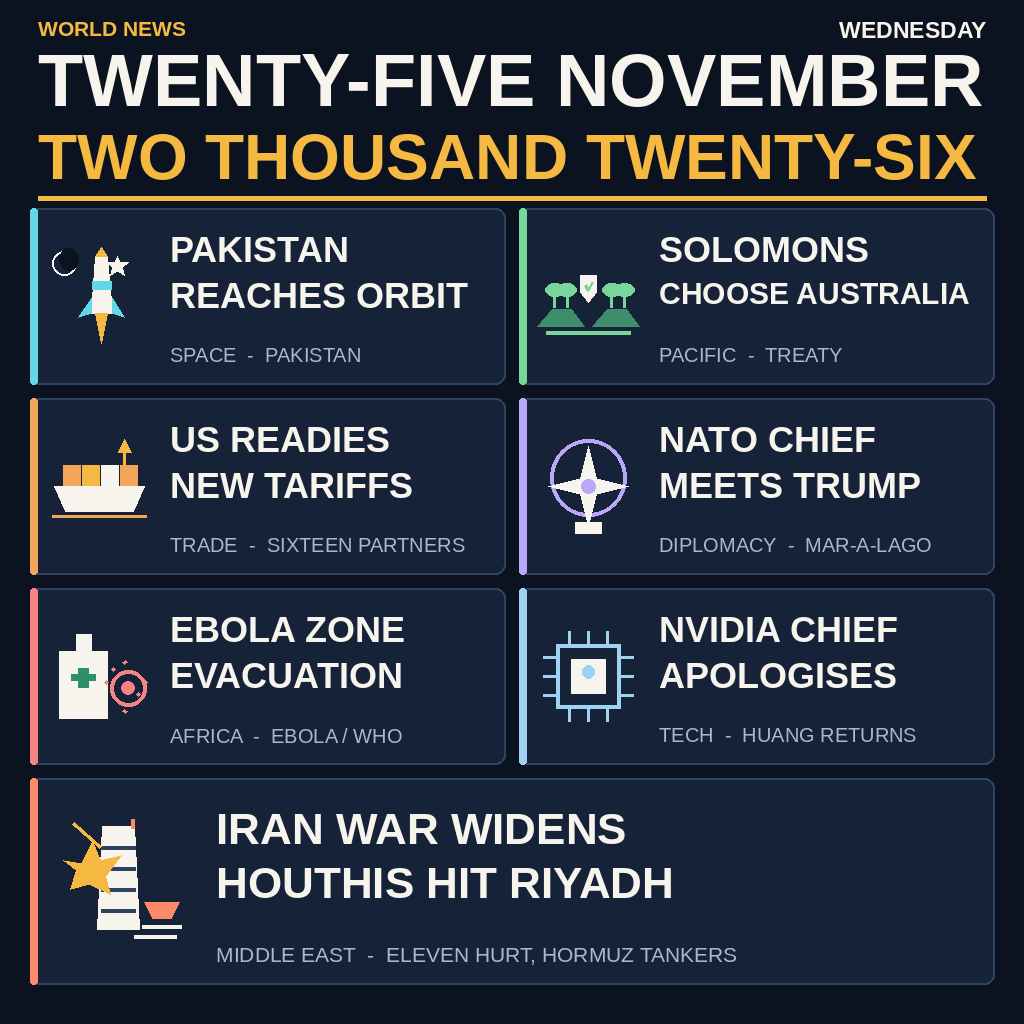 WORLD NEWS
WEDNESDAY
TWENTY-FIVE NOVEMBER
TWO THOUSAND TWENTY-SIX
PAKISTAN
REACHES ORBIT
SPACE - PAKISTAN
SOLOMONS
CHOOSE AUSTRALIA
PACIFIC - TREATY
US READIES
NEW TARIFFS
TRADE - SIXTEEN PARTNERS
NATO CHIEF
MEETS TRUMP
DIPLOMACY - MAR-A-LAGO
EBOLA ZONE
EVACUATION
AFRICA - EBOLA / WHO
NVIDIA CHIEF
APOLOGISES
TECH - HUANG RETURNS
IRAN WAR WIDENS
HOUTHIS HIT RIYADH
MIDDLE EAST - ELEVEN HURT, HORMUZ TANKERS